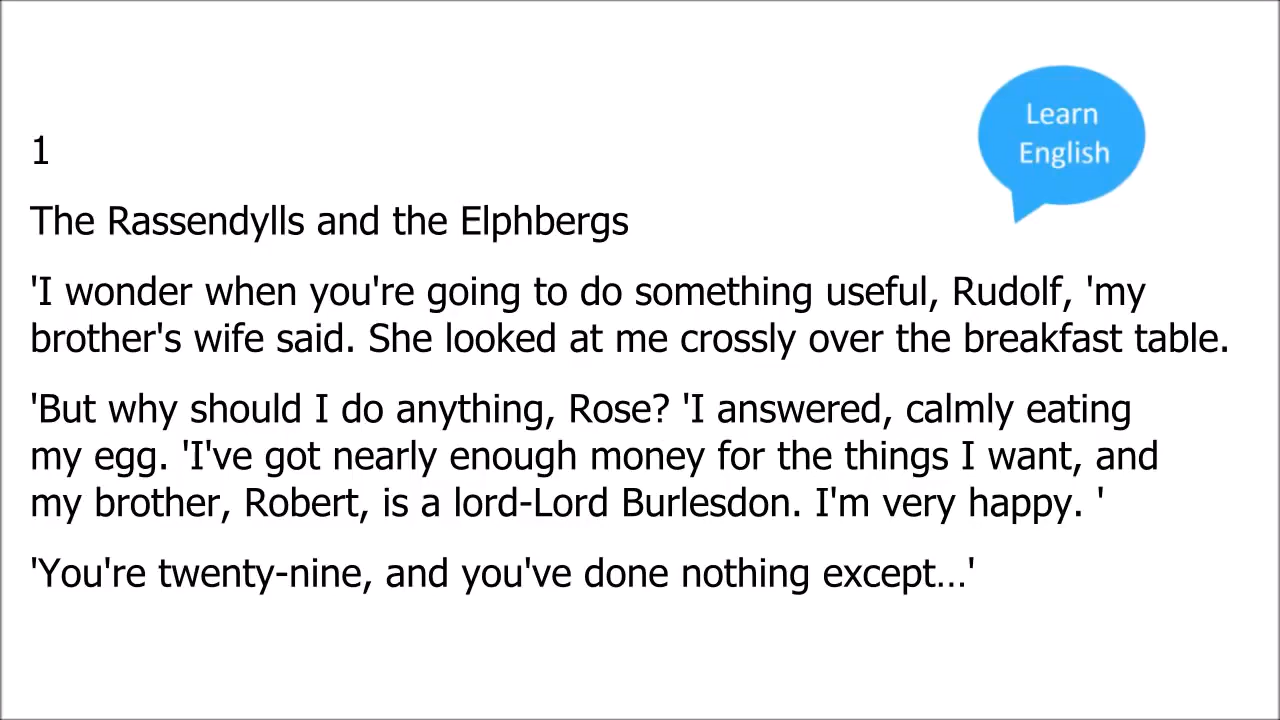 Learn
English
1
The Rassendylls and the Elphbergs
'I wonder when you're going to do something useful, Rudolf, 'my
brother's wife said. She looked at me crossly over the breakfast table.
'But why should I do anything, Rose? 'I answered, calmly eating
my egg. 'I've got nearly enough money for the things I want, and
my brother, Robert, is a lord-Lord Burlesdon. I'm very happy. '
'You're twenty-nine, and you've done nothing except…'